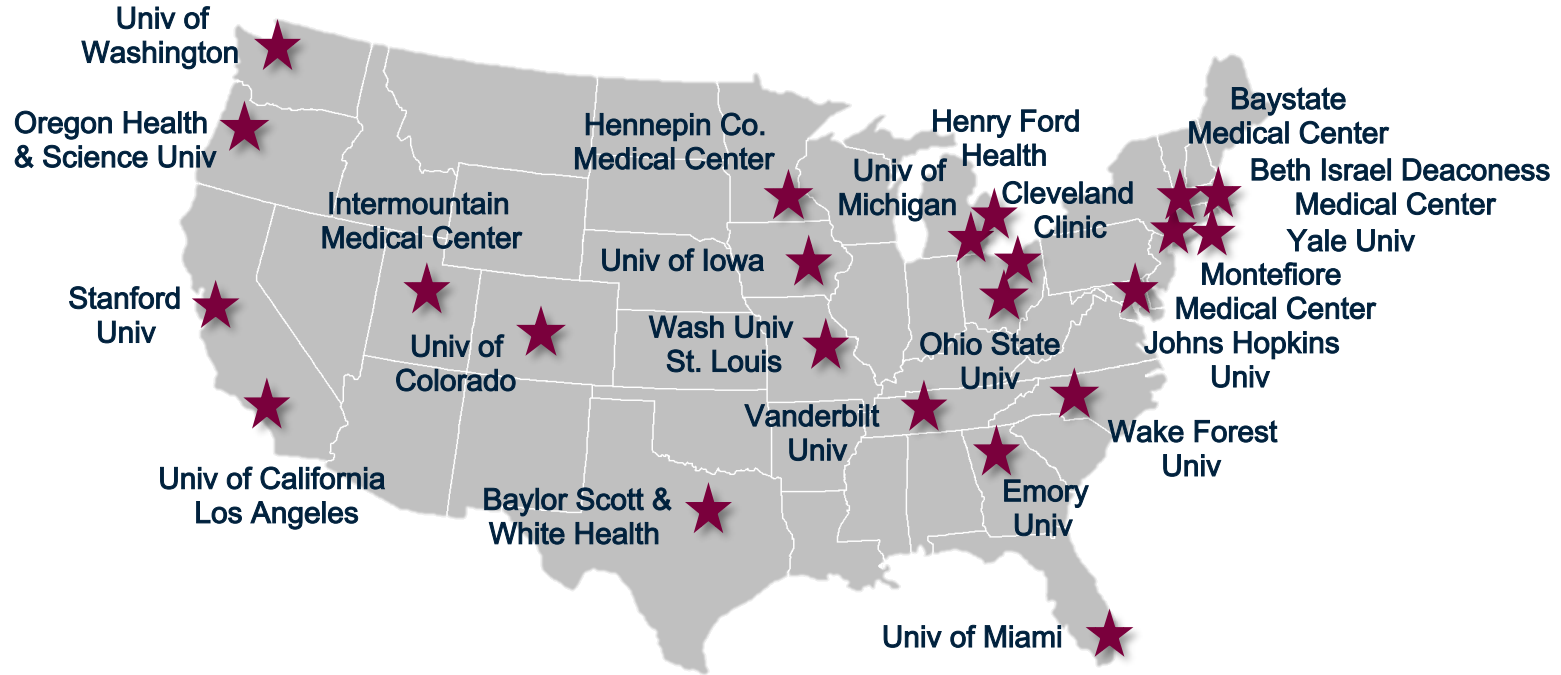 Univ of
Washington
Oregon Health
& Science Univ
Stanford
Univ
Univ of California
Los Angeles
Intermountain
Medical Center
Univ of
Colorado
Baylor Scott &
White Health
Hennepin Co.
Medical Center
Univ of Iowa
Wash Univ
St. Louis
Vanderbilt
Univ
Univ of
Michigan
Henry Ford
Health
Cleveland
Clinic
Ohio State
Univ
Baystate
Medical Center
Beth Israel Deaconess
Medical Center
Yale Univ
Montefiore
Medical Center
Johns Hopkins
Univ
Wake Forest
Univ
Emory
Univ
Univ of Miami